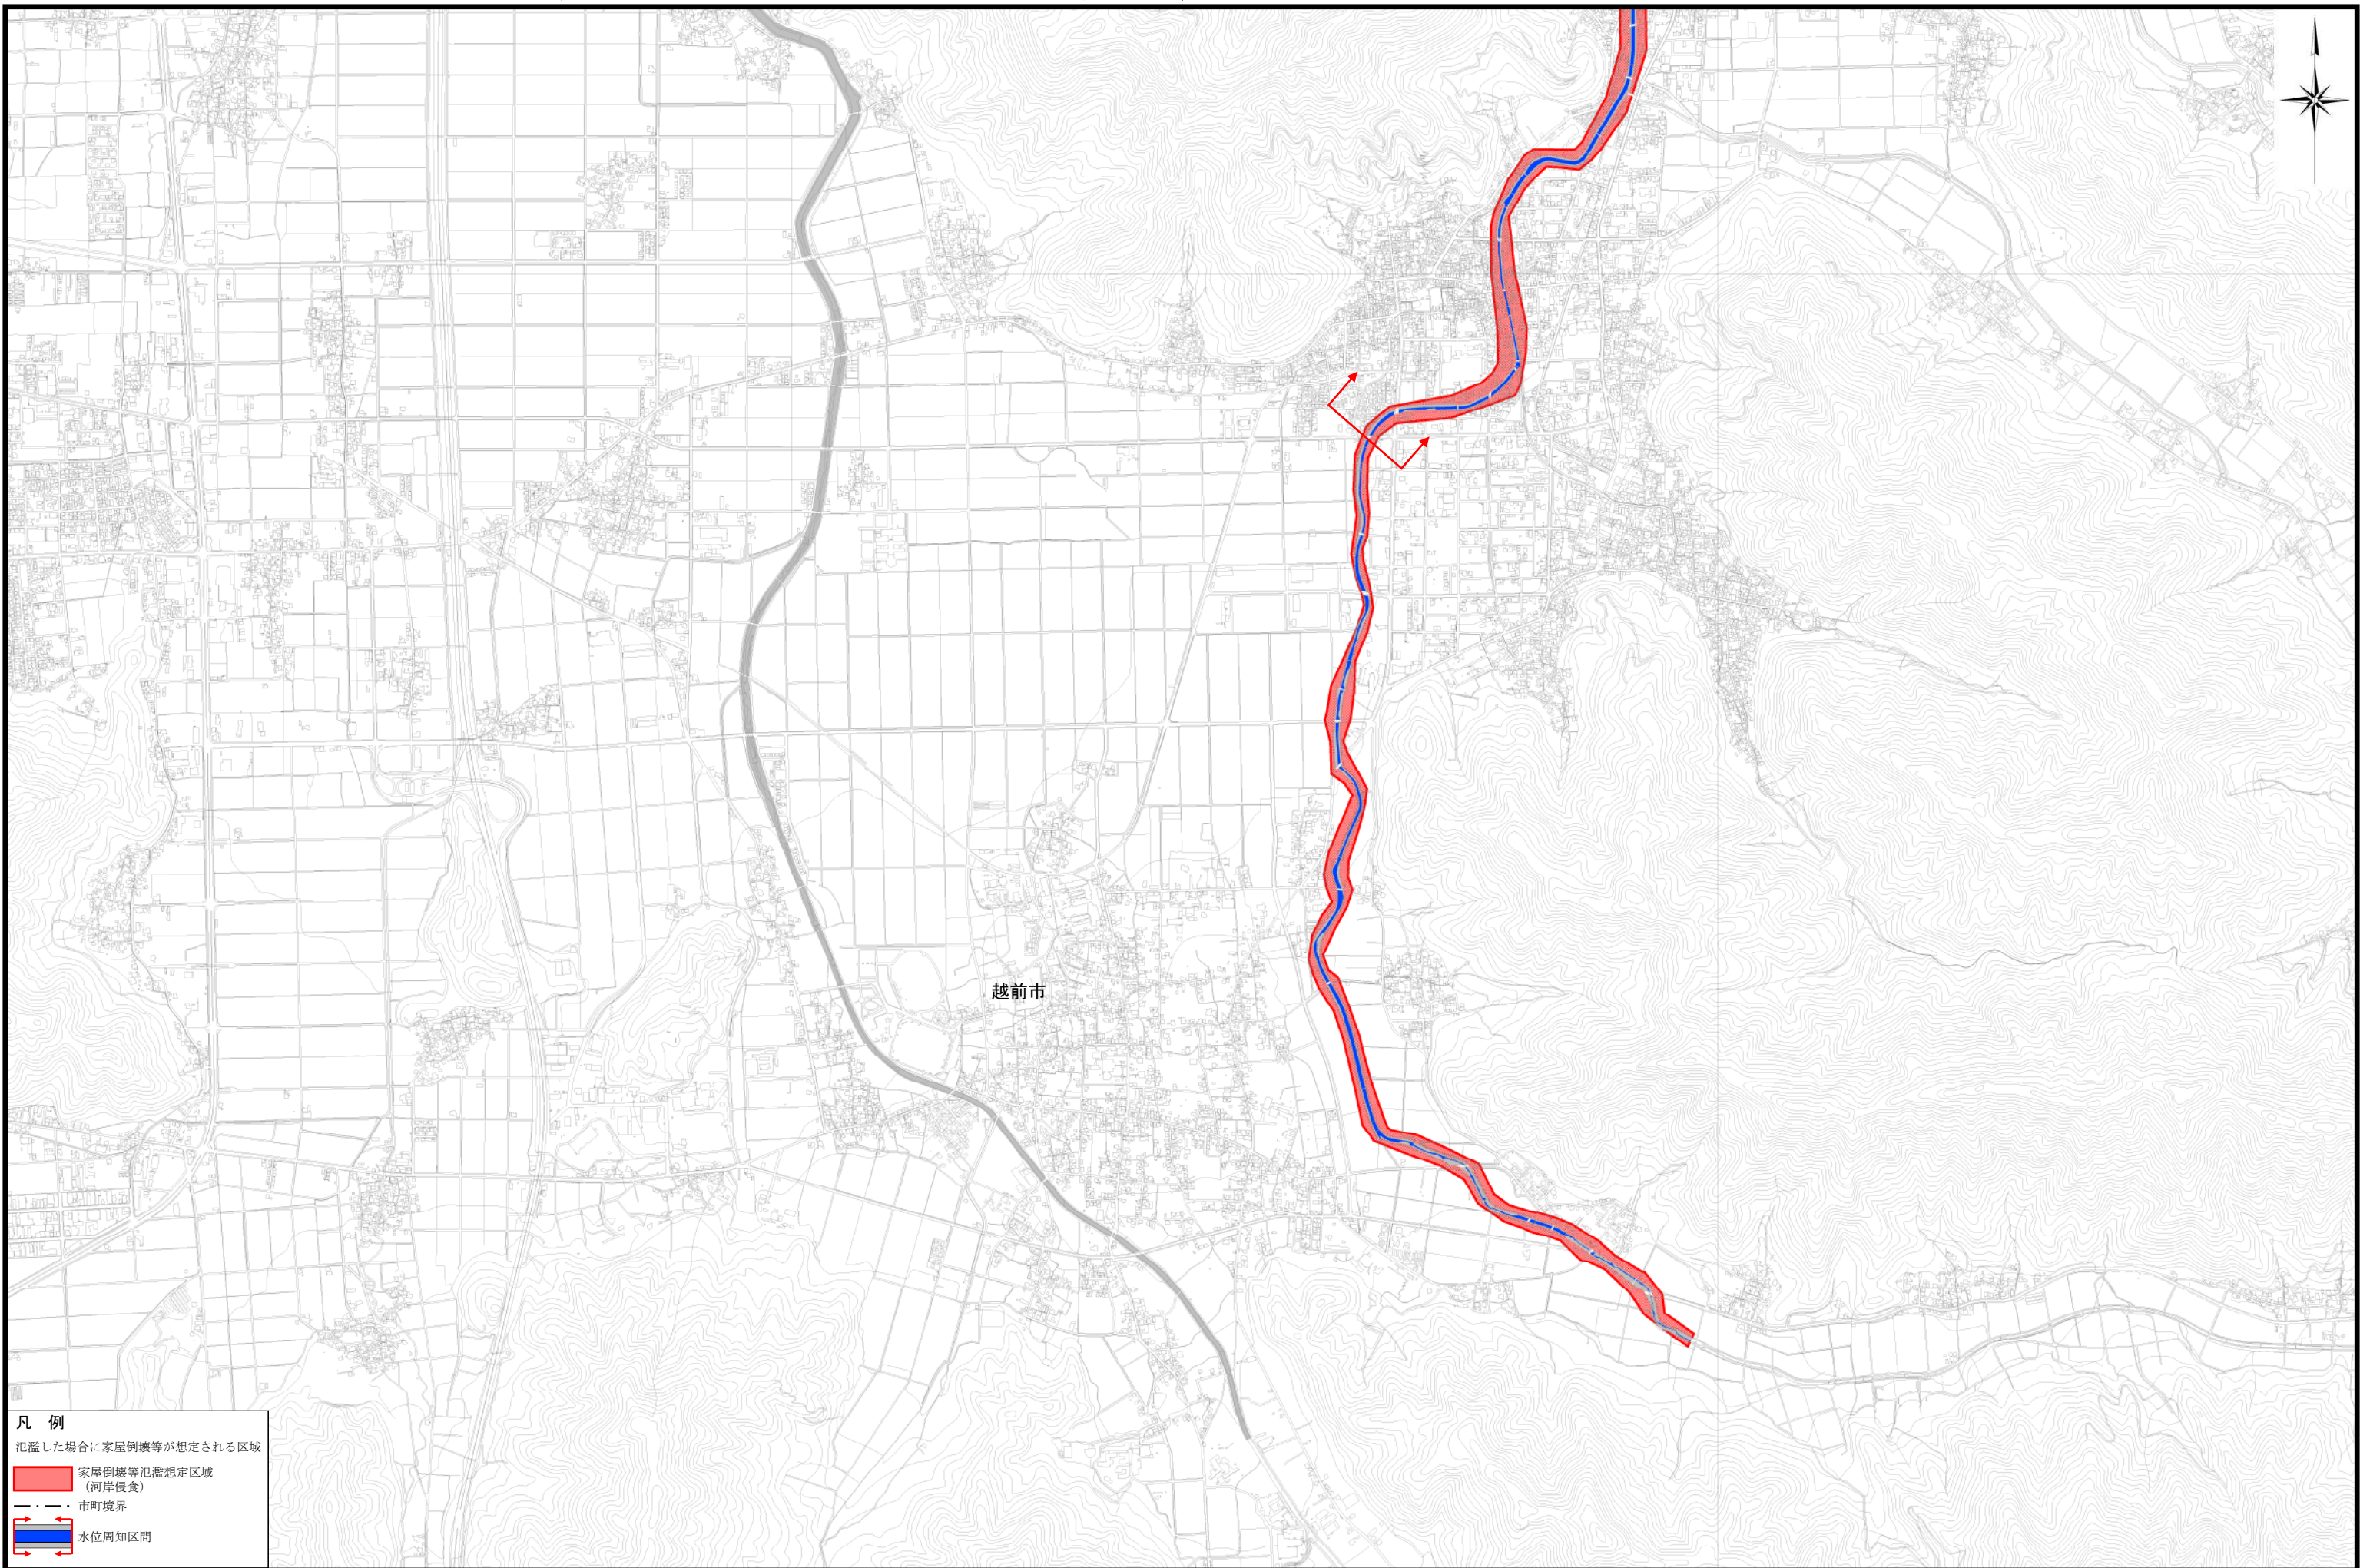 越前市
凡 例
氾濫した場合に家屋倒壊等が想定される区域
家屋倒壊等氾濫想定区域
（河岸侵食）
市町境界
水位周知区間